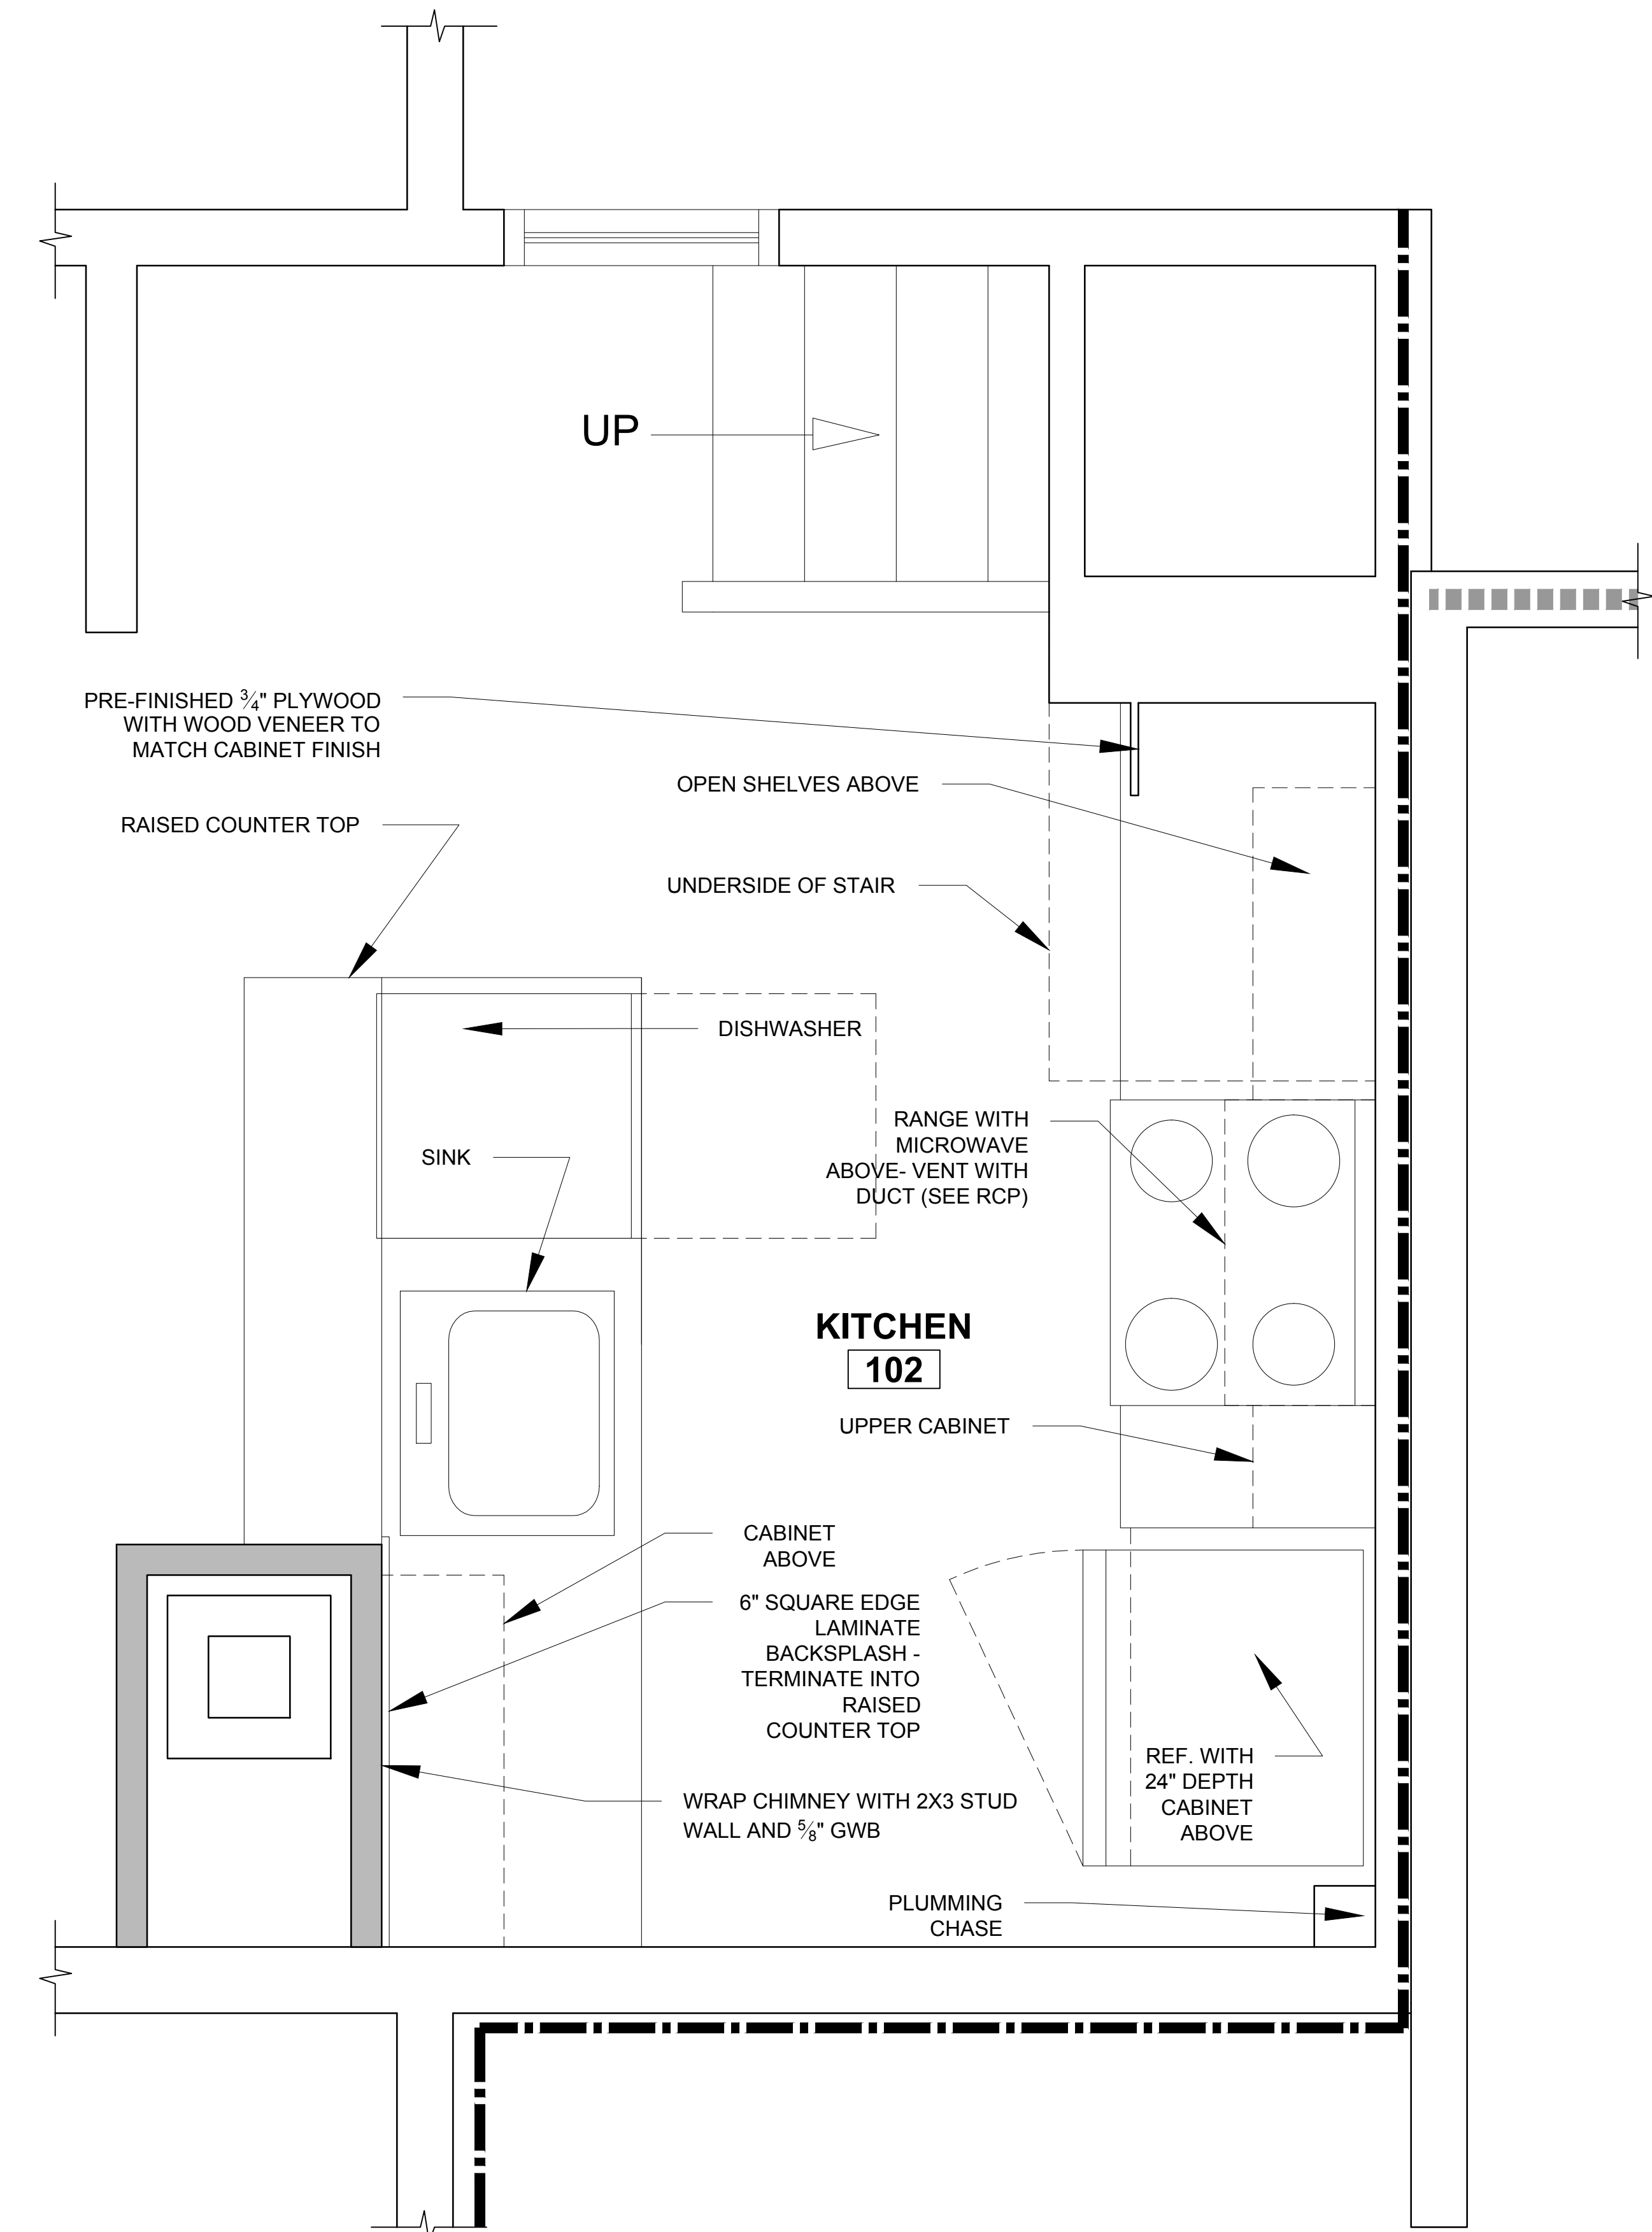 UP
PRE-FINISHED ¾" PLYWOOD
WITH WOOD VENEER TO
MATCH CABINET FINISH
OPEN SHELVES ABOVE
RAISED COUNTER TOP
UNDERSIDE OF STAIR
DISHWASHER
RANGE WITH
MICROWAVE
ABOVE- VENT WITH
DUCT (SEE RCP)
SINK
KITCHEN
102
UPPER CABINET
CABINET
ABOVE
6" SQUARE EDGE
LAMINATE
BACKSPLASH -
TERMINATE INTO
RAISED
COUNTER TOP
REF. WITH
24" DEPTH
CABINET
ABOVE
WRAP CHIMNEY WITH 2X3 STUD
WALL AND ⅝" GWB
PLUMMING
CHASE